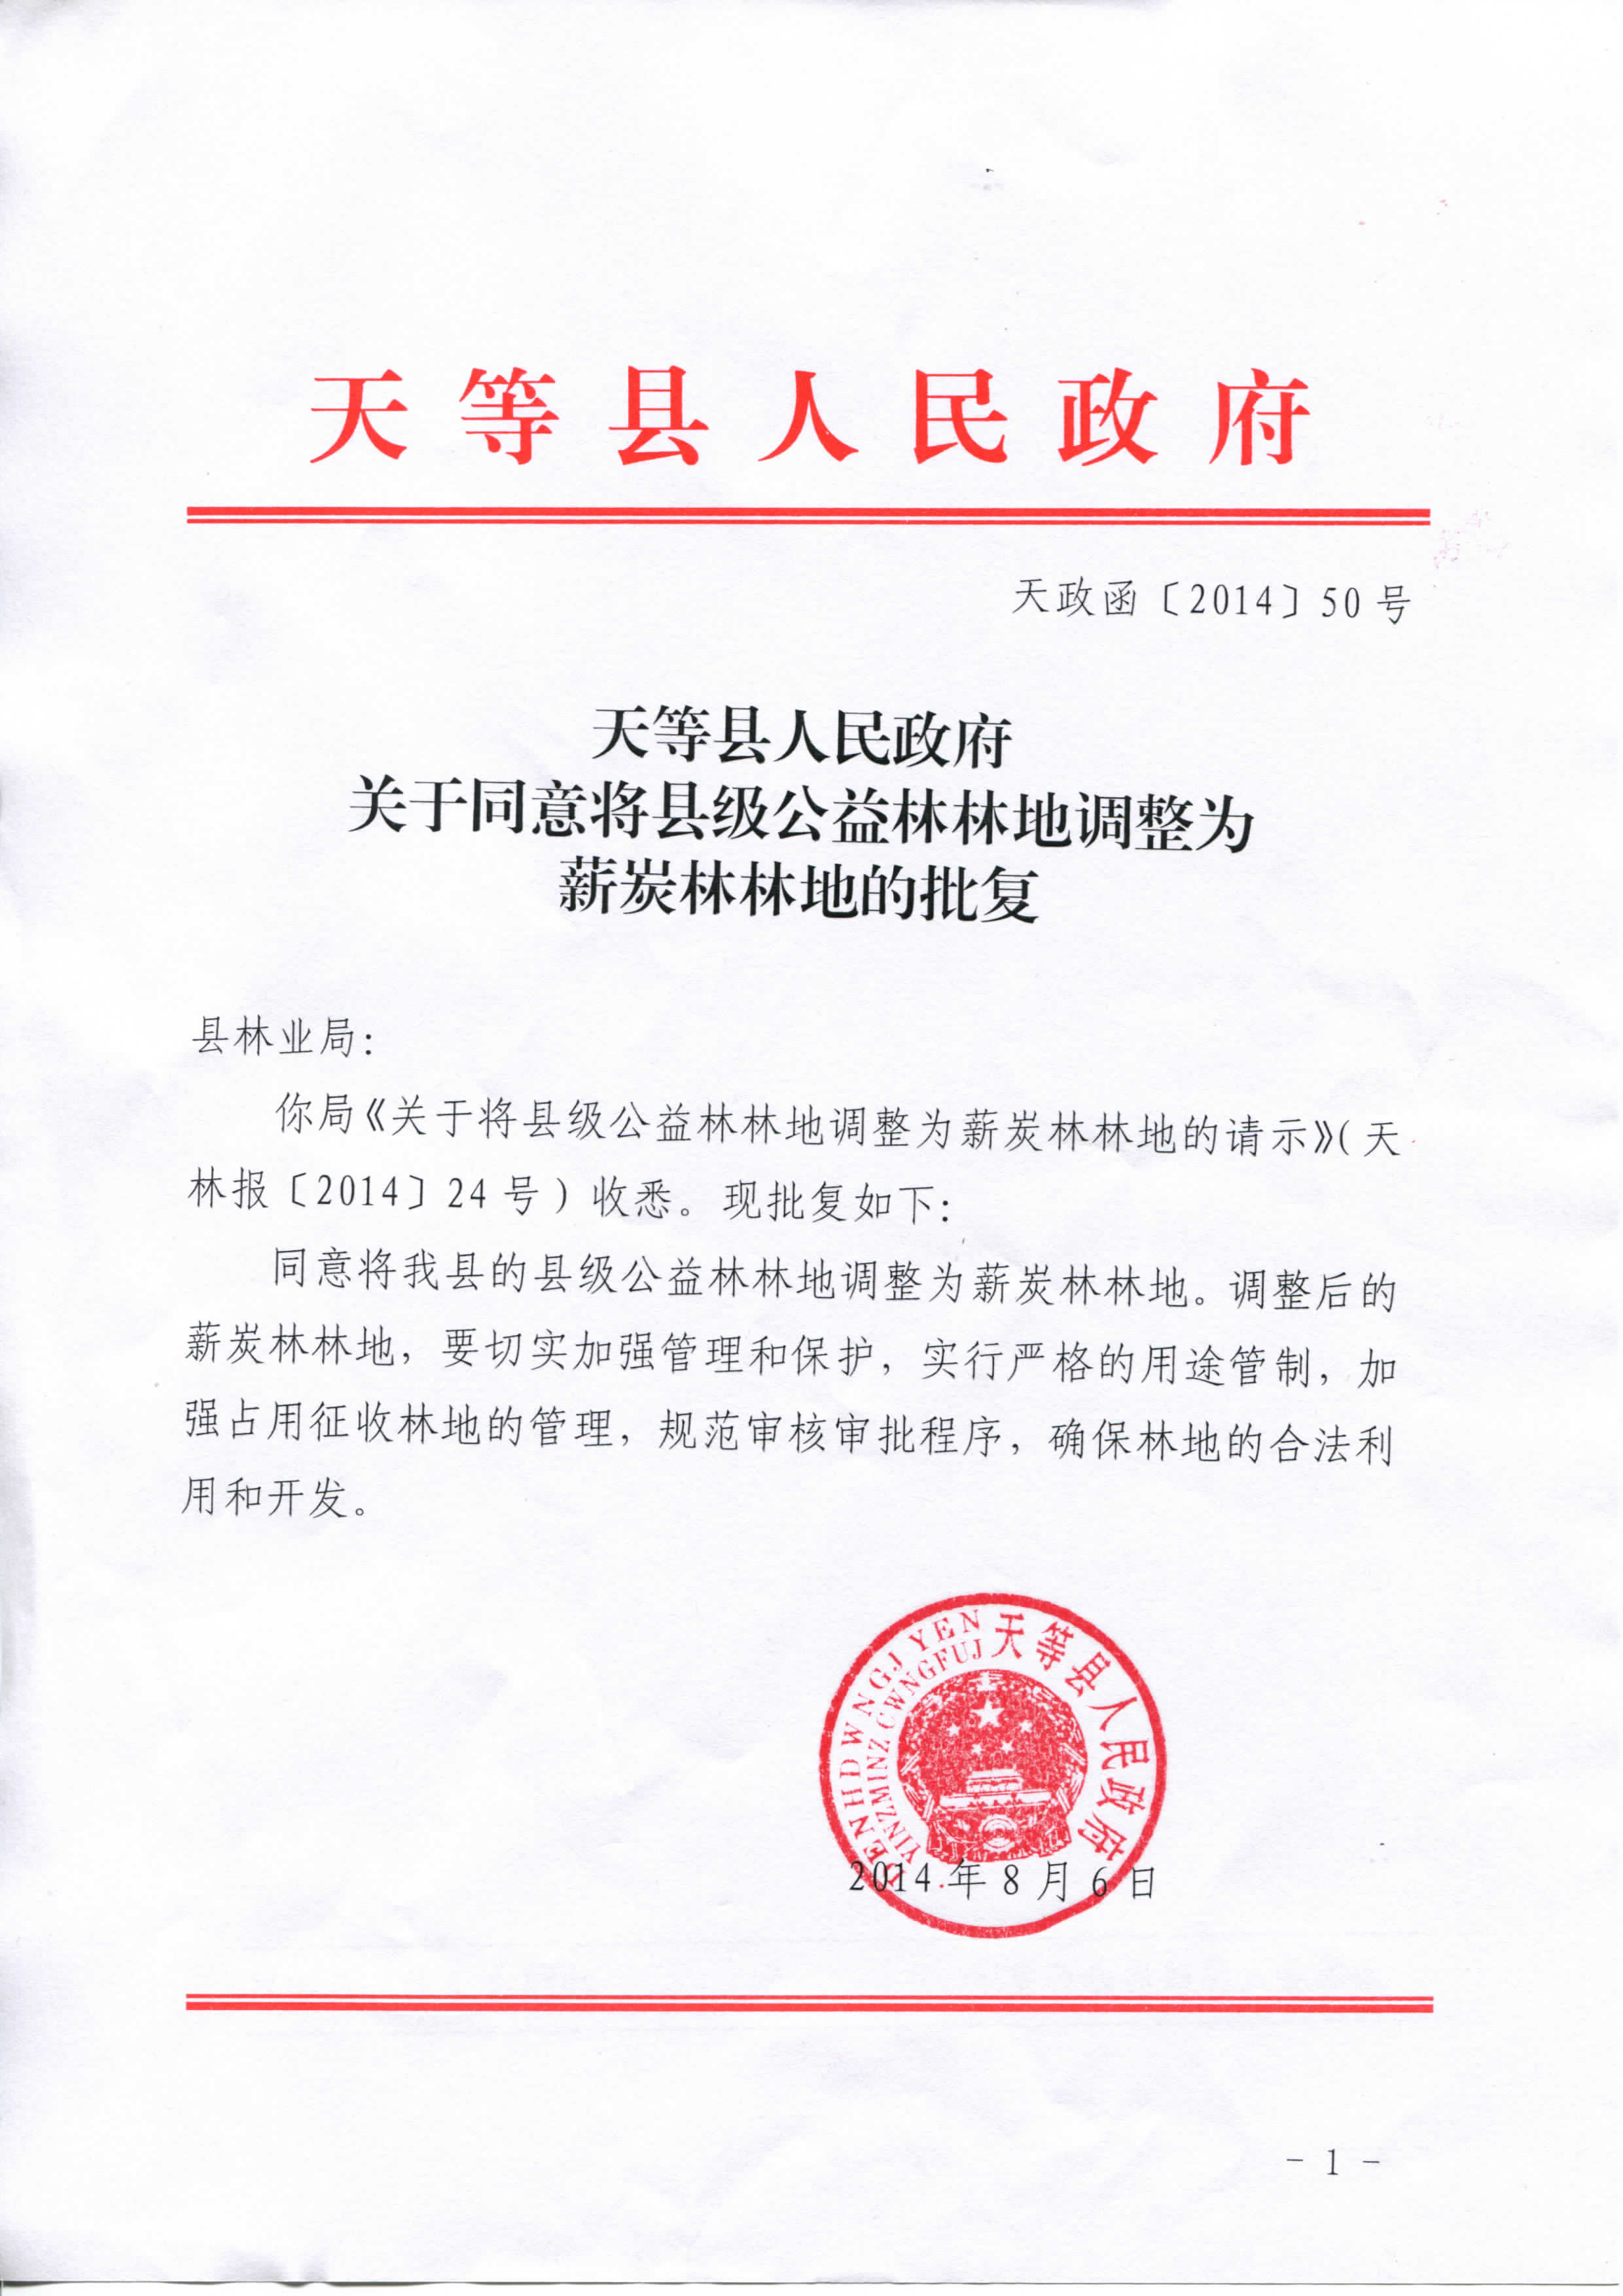 天等县人民政府
天政函〔2014〕50号
天等县人民政府
关于同意将县级公益林林地调整为
薪炭林林地的批复
县林业局：
你局《关于将县级公益林林地调整为薪炭林林地的请示》（天
林报〔2014〕24号）收悉。现批复如下：
同意将我县的县级公益林林地调整为薪炭林林地。调整后的
薪炭林林地，要切实加强管理和保护，实行严格的用途管制，加
强占用征收林地的管理，规范审核审批程序，确保林地的合法利
用和开发。
DENHDWNGJ YEN
YINZMINZ CWNGFUJ
天等县人民政府
2014年8月6日
- 1 -